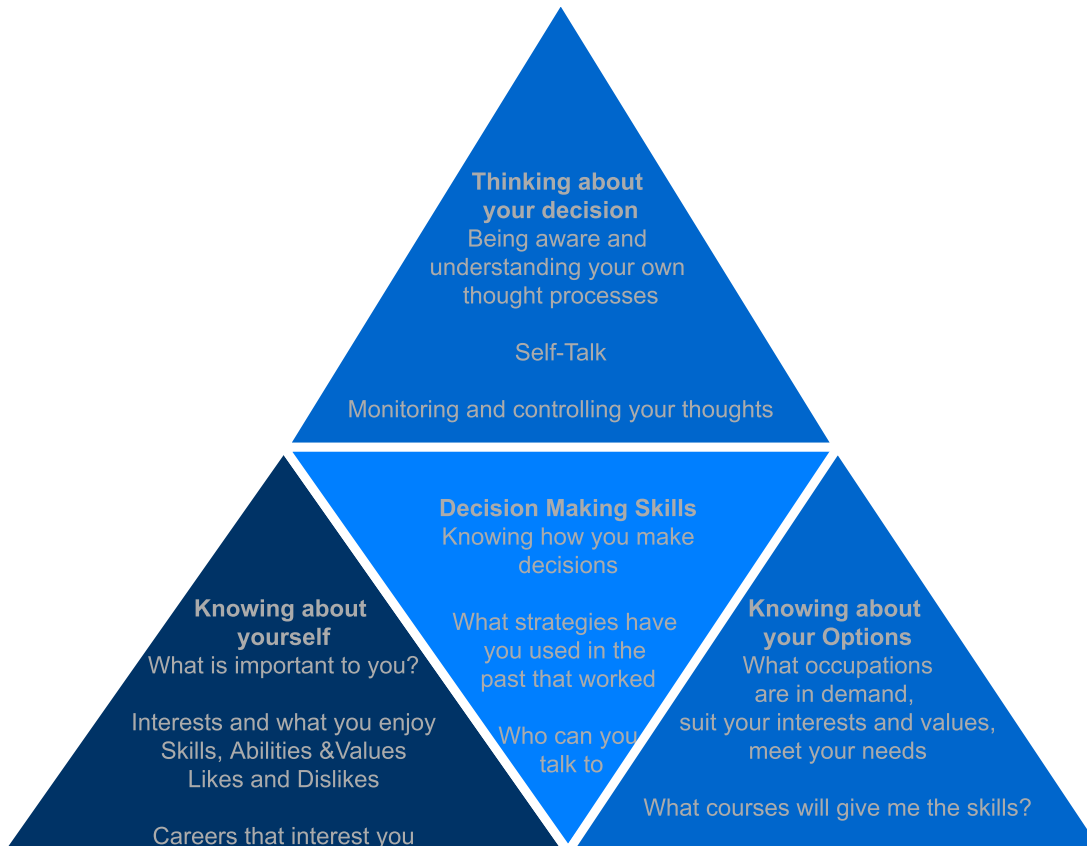 Thinking about
your decision
Being aware and
understanding your own
thought processes
Self-Talk
Monitoring and controlling your thoughts
Decision Making Skills
Knowing how you make
decisions
What strategies have
you used in the
past that worked
Who can you
talk to
Knowing about
yourself
What is important to you?
Interests and what you enjoy
Skills, Abilities &Values
Likes and Dislikes
Careers that interest you
Knowing about
your Options
What occupations
are in demand,
suit your interests and values,
meet your needs
What courses will give me the skills?